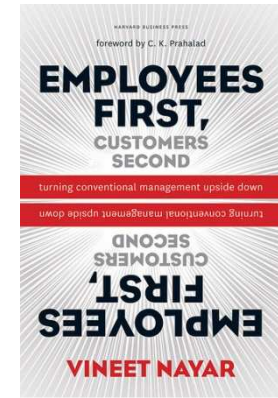 HARVARD BUSINESS PRESS
foreword by C. K. Prahalad
EMPLOYEES
FIRST,
CUSTOMERS
SECOND
turning conventional management upside down
turning conventional management upside down
SECOND
CUSTOMERS
FIRST,
EMPLOYEES
VINEET NAYAR